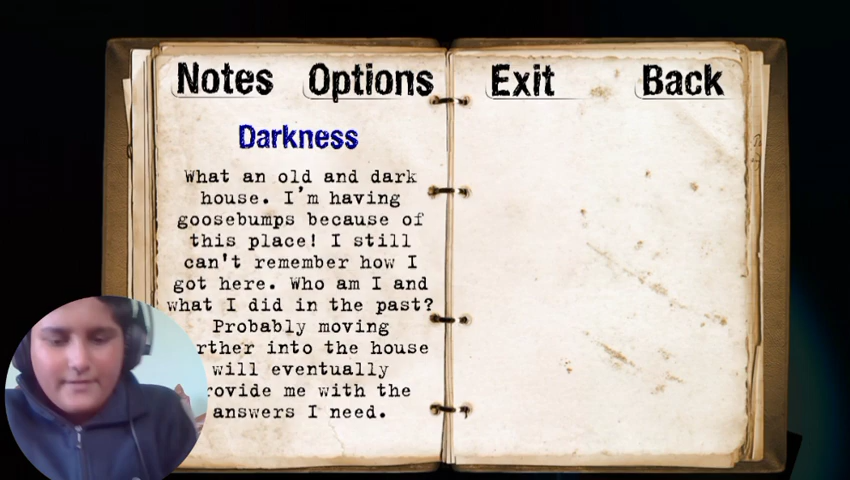 Notes Options Exit Back
Darkness
What an old and dark
house. I'm having
goosebumps because of
this place! I still
can't remember how I
got here. Who am I and
what I did in the past?
Probably moving
rther into the house
will eventually
rovide me with the
answers I need.